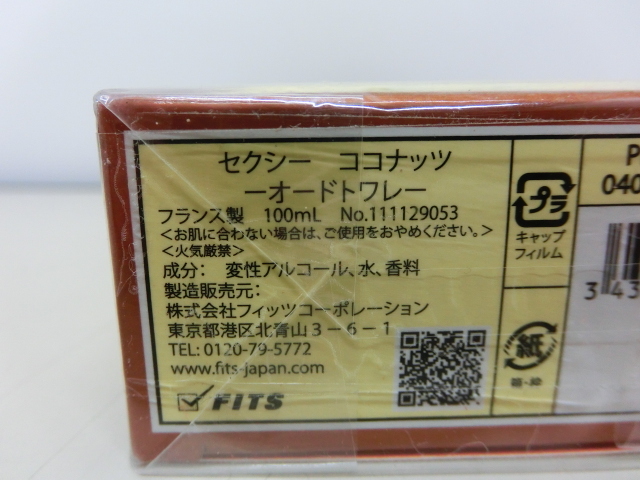 セクシー ココナッツ
ーオードトワレー
フランス製 100mL No.111129053
＜お肌に合わない場合は、ご使用をおやめください。＞
＜火気厳禁＞
成分： 変性アルコール、水、香料
製造販売元：
株式会社フィッツコーポレーション
東京都港区北青山3－6－1
TEL: 0120-79-5772
www.fits-japan.com
FITS
プラ
キャップ
フィルム
紙
P
040
3 43